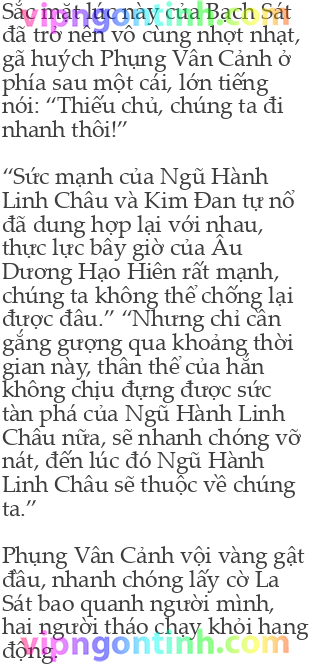 Sắc mặt lúc này của Bạch Sát
đã trở nên vô cùng nhợt nhạt,
gã huých Phụng Vân Cảnh ở
phía sau một cái, lớn tiếng
nói: “Thiếu chủ, chúng ta đi
nhanh thôi!”
“Sức mạnh của Ngũ Hành
Linh Châu và Kim Đan tự nổ
đã dung hợp lại với nhau,
thực lực bây giờ của Âu
Dương Hạo Hiên rất mạnh,
chúng ta không thể chống lại
được đâu.” “Nhưng chỉ cần
gắng gượng qua khoảng thời
gian này, thân thể của hắn
không chịu đựng được sức
tàn phá của Ngũ Hành Linh
Châu nữa, sẽ nhanh chóng vỡ
nát, đến lúc đó Ngũ Hành
Linh Châu sẽ thuộc về chúng
ta.”
Phụng Vân Cảnh vội vàng gật
đầu, nhanh chóng lấy cờ La
Sát bao quanh người mình,
hai người tháo chạy khỏi hang
động.
vipngontinh.com